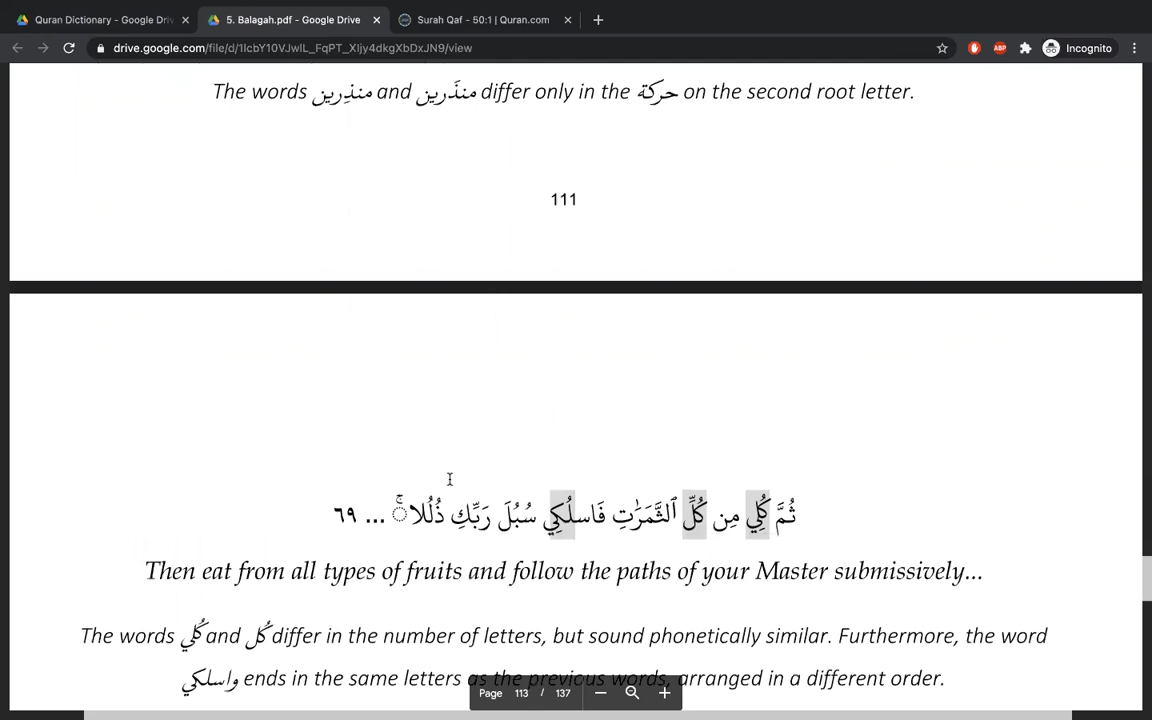 Quran Dictionary - Google Driv
5. Balagah.pdf - Google Drive
Surah Qaf - 50:1 | Quran.com
drive.google.com/file/d/1lcbY10VJwIL_FqPT_Xljy4dkgXbDxJN9/view
ABP
Incognito
The words منذِرين and منذَرين differ only in the حركة on the second root letter.
111
ثُمَّ كُلِي مِن كُلِّ ٱلثَّمَرَٰتِ فَاسلُكِي سُبُلَ رَبِّكِ ذُلُلا ۚ ... ٦٩
Then eat from all types of fruits and follow the paths of your Master submissively...
The words كُلي and كُل differ in the number of letters, but sound phonetically similar. Furthermore, the word
واسلكي ends in the same letters as the previous words, arranged in a different order.
Page 113 / 137